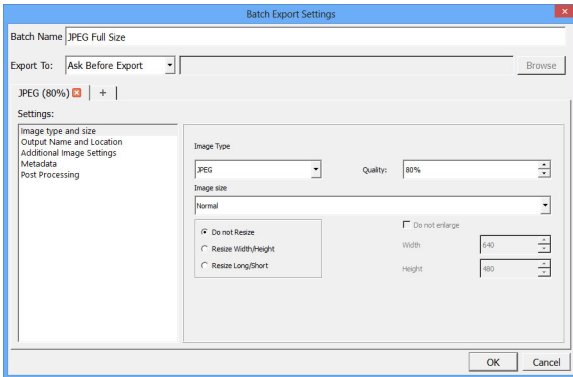 Batch Export Settings
Batch Name JPEG Full Size
Export To: Ask Before Export Browse
JPEG (80%) +
Settings:
Image type and size
Output Name and Location
Additional Image Settings
Metadata
Post Processing
Image Type
JPEG Quality: 80%
Image size
Normal
Do not Resize
Resize Width/Height
Resize Long/Short
Do not enlarge
Width 640
Height 480
OK Cancel